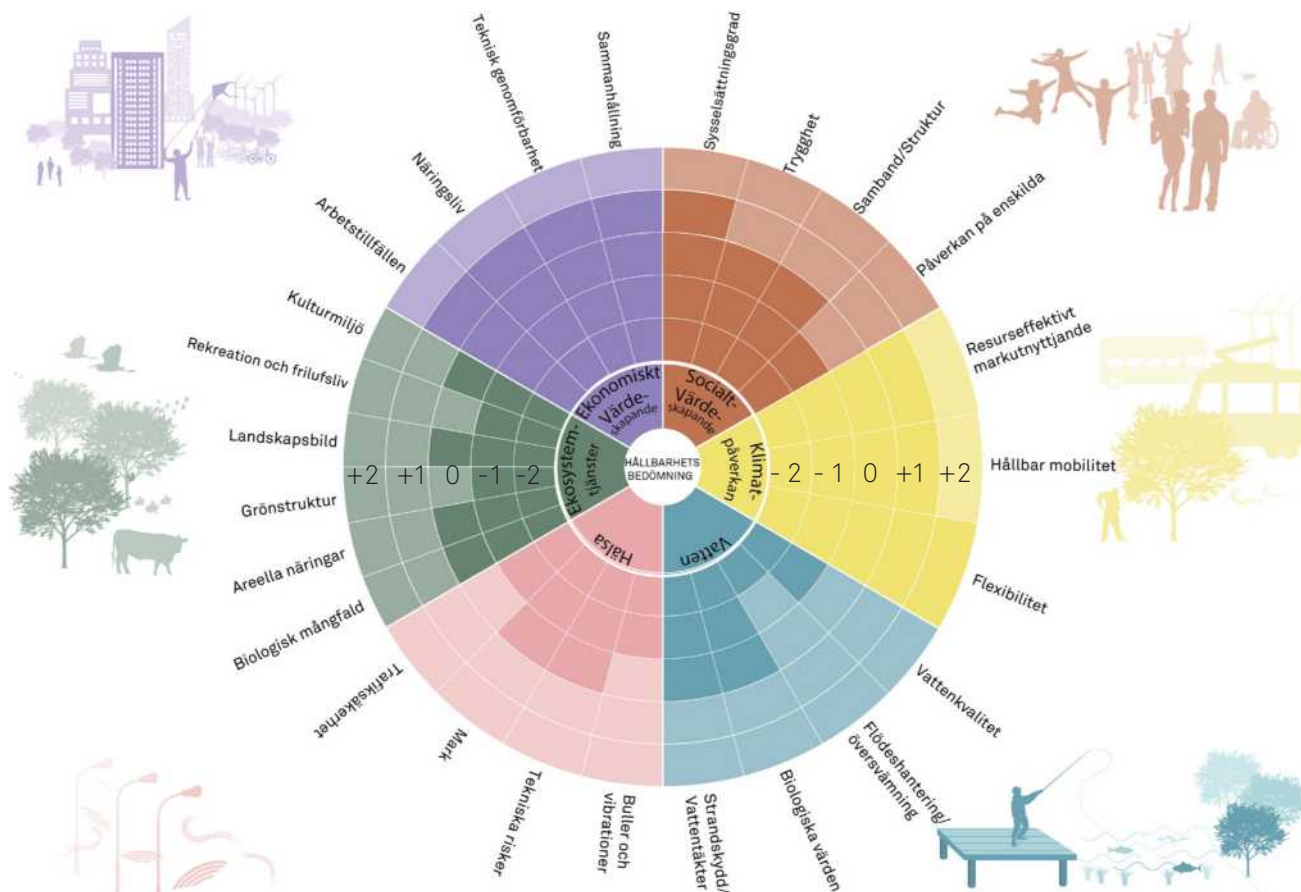 Teknisk genomförbarhet
Sammanhållning
Sysselsättningsgrad
Trygghet
Samband/Struktur
Påverkan på enskilda
Näringsliv
Arbetstillfällen
Kulturmiljö
Rekreation och frilufsliv
Landskapsbild
Grönstruktur
Areella näringar
Biologisk mångfald
Resurseffektivt
markutnyttjande
Hållbar mobilitet
Flexibilitet
Ekonomiskt
Värde-
skapande
Socialt-
Värde-
skapande
Ekosystem-
tjänster
HÅLLBARHETS
BEDÖMNING
Klimat-
påverkan
+2 +1 0 -1 -2
- 2 - 1 0 +1 +2
Hälsa
Vatten
Trafiksäkerhet
Mark
Tekniska risker
Buller och
vibrationer
Strandskydd/
Vattentäkter
Biologiska värden
Flödeshantering/
översvämning
Vattenkvalitet